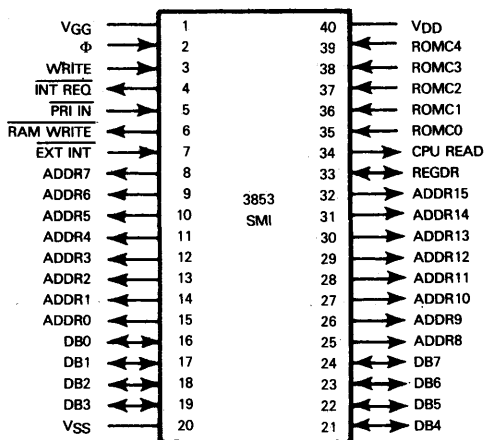 VGG 1 40 VDD
Φ 2 39 ROMC4
WRITE 3 38 ROMC3
INT REQ 4 37 ROMC2
PRI IN 5 36 ROMC1
RAM WRITE 6 35 ROMC0
EXT INT 7 34 CPU READ
ADDR7 8 33 REGDR
ADDR6 9 3853 32 ADDR15
ADDR5 10 SMI 31 ADDR14
ADDR4 11 30 ADDR13
ADDR3 12 29 ADDR12
ADDR2 13 28 ADDR11
ADDR1 14 27 ADDR10
ADDR0 15 26 ADDR9
DB0 16 25 ADDR8
DB1 17 24 DB7
DB2 18 23 DB6
DB3 19 22 DB5
VSS 20 21 DB4